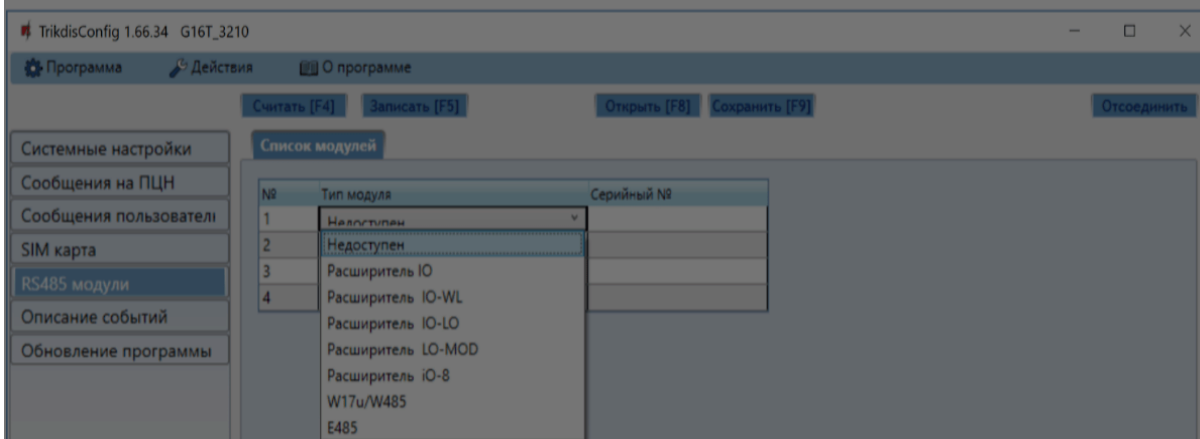 TrikdisConfig 1.66.34 G16T_3210
Программа Действия О программе
Считать [F4] Записать [F5] Открыть [F8] Сохранить [F9] Отсоединить
Системные настройки
Сообщения на ПЦН
Сообщения пользовател
SIM карта
RS485 модули
Описание событий
Обновление программы
Список модулей
№ Тип модуля Серийный №
1 Недоступен
2
3
4
Недоступен
Расширитель IO
Расширитель IO-WL
Расширитель IO-LO
Расширитель LO-MOD
Расширитель iO-8
W17u/W485
E485